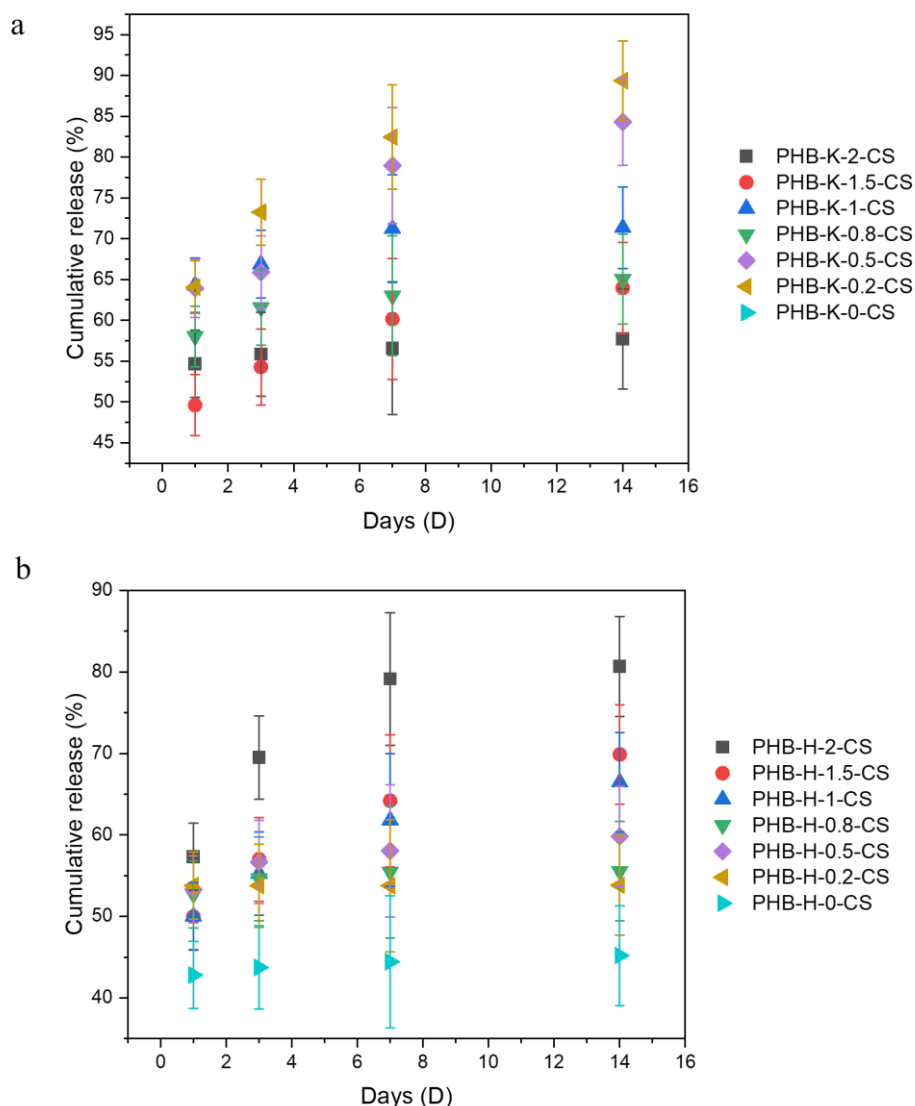 a
95
90
85
80
75
70
65
60
55
50
45
Cumulative release (%)
0 2 4 6 8 10 12 14 16
Days (D)
PHB-K-2-CS
PHB-K-1.5-CS
PHB-K-1-CS
PHB-K-0.8-CS
PHB-K-0.5-CS
PHB-K-0.2-CS
PHB-K-0-CS
b
90
80
70
60
50
40
Cumulative release (%)
0 2 4 6 8 10 12 14 16
Days (D)
PHB-H-2-CS
PHB-H-1.5-CS
PHB-H-1-CS
PHB-H-0.8-CS
PHB-H-0.5-CS
PHB-H-0.2-CS
PHB-H-0-CS